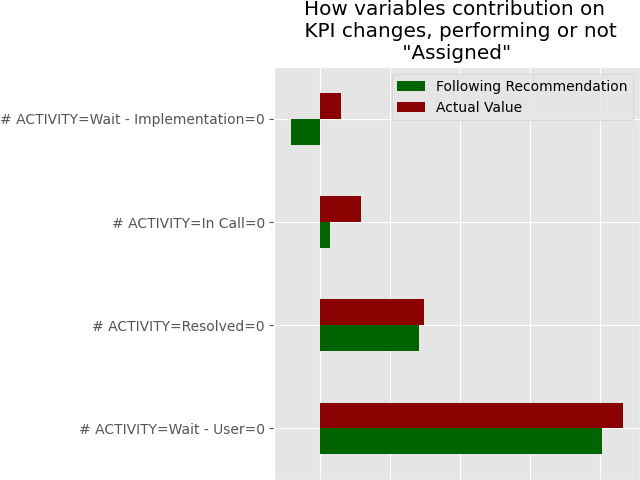 How variables contribution on
KPI changes, performing or not
"Assigned"
Following Recommendation
Actual Value
# ACTIVITY=Wait - Implementation=0
# ACTIVITY=In Call=0
# ACTIVITY=Resolved=0
# ACTIVITY=Wait - User=0